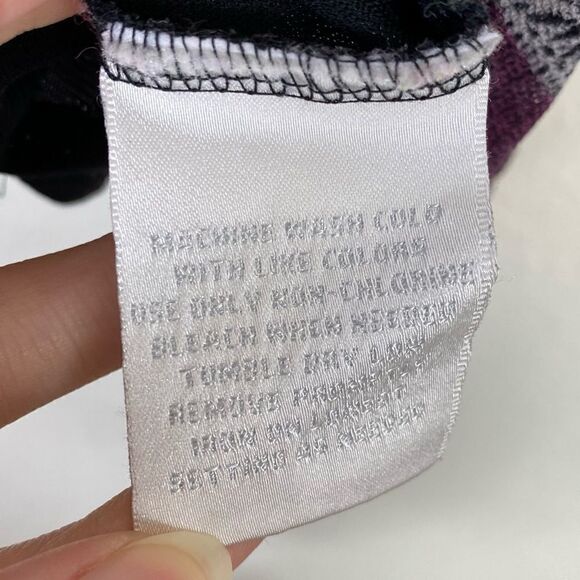 MACHINE WASH COLD
WITH LIKE COLORS
USE ONLY NON-CHLORINE
BLEACH WHEN NEEDED
TUMBLE DRY LOW
REMOVE PROMPTLY
IRON ON LOWEST
SETTING AS NEEDED